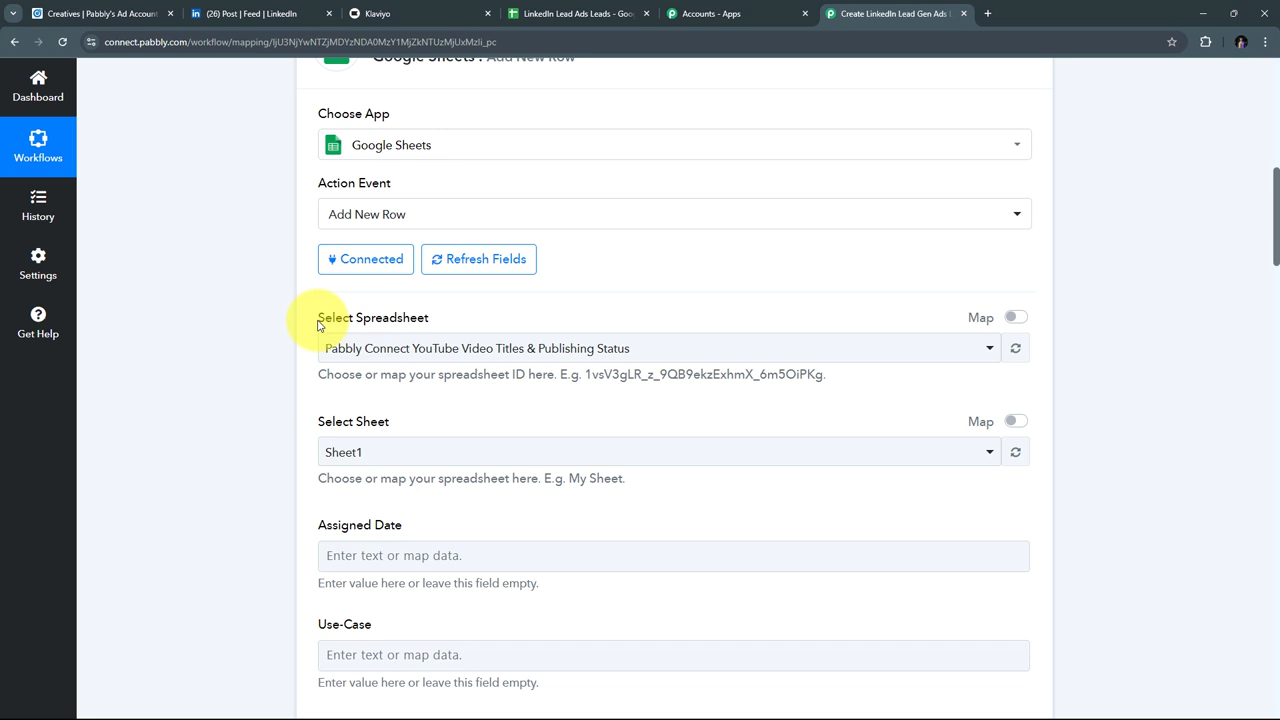 Creatives | Pabbly's Accoun
(26) Post | Feed | LinkedIn
Klaviyo
LinkedIn Lead Ads Leads - Goo
Accounts - Apps
Create LinkedIn Lead Gen Ads L
connect.pabbly.com/workflow/mapping/IjU3NjYwNTZjMDYzNDA0MzY1MjZkNTUzMjUxMzIi_pc
Dashboard
Workflows
History
Settings
Get Help
Google Sheets : Add New Row
Choose App
Google Sheets
Action Event
Add New Row
Connected
Refresh Fields
Select Spreadsheet
Map
Pabbly Connect YouTube Video Titles & Publishing Status
Choose or map your spreadsheet ID here. E.g. 1vsV3gLR_z_9QB9ekzExhmX_6m5OiPKg.
Select Sheet
Map
Sheet1
Choose or map your spreadsheet here. E.g. My Sheet.
Assigned Date
Enter text or map data.
Enter value here or leave this field empty.
Use-Case
Enter text or map data.
Enter value here or leave this field empty.